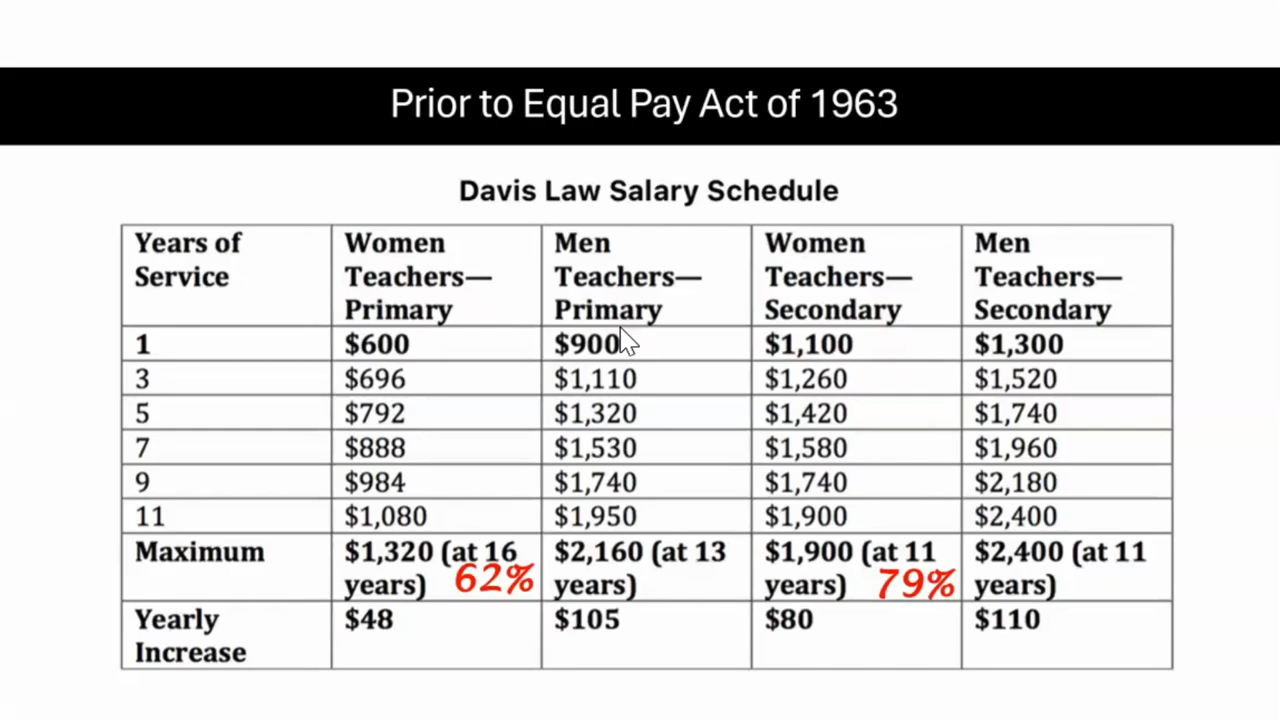 Prior to Equal Pay Act of 1963
Davis Law Salary Schedule
Years of Service | Women Teachers—Primary | Men Teachers—Primary | Women Teachers—Secondary | Men Teachers—Secondary
1 | $600 | $900 | $1,100 | $1,300
3 | $696 | $1,110 | $1,260 | $1,520
5 | $792 | $1,320 | $1,420 | $1,740
7 | $888 | $1,530 | $1,580 | $1,960
9 | $984 | $1,740 | $1,740 | $2,180
11 | $1,080 | $1,950 | $1,900 | $2,400
Maximum | $1,320 (at 16 years) 62% | $2,160 (at 13 years) | $1,900 (at 11 years) 79% | $2,400 (at 11 years)
Yearly Increase | $48 | $105 | $80 | $110